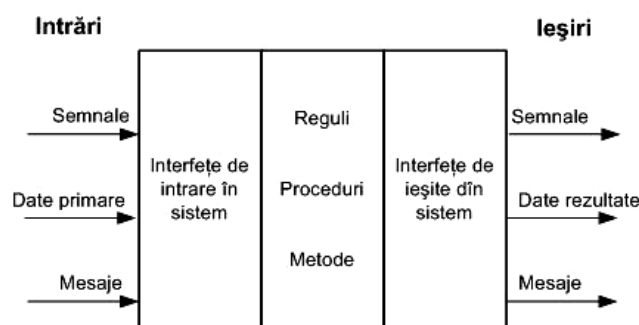 Intrări
Ieşiri
Semnale
Date primare
Mesaje
Interfețe de
intrare în
sistem
Reguli
Proceduri
Metode
Interfețe de
ieşite dîn
sistem
Semnale
Date rezultate
Mesaje